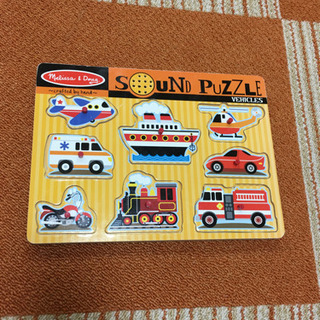 Melissa & Doug
~crafted by hand~
SOUND PUZZLE
VEHICLES